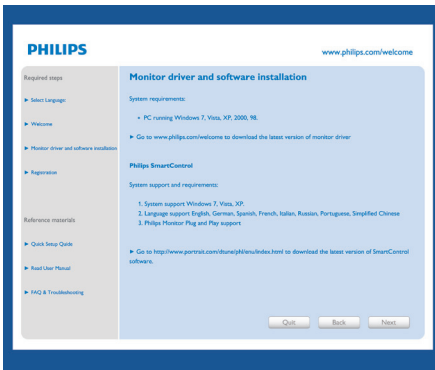 PHILIPS
www.philips.com/welcome
Required steps
► Select Language
► Welcome
► Monitor driver and software installation
► Registration
Reference materials
► Quick Setup Guide
► Read User Manual
► FAQ & Troubleshooting
Monitor driver and software installation
System requirements:
• PC running Windows 7, Vista, XP, 2000, 98.
► Go to www.philips.com/welcome to download the latest version of monitor driver
Philips SmartControl
System support and requirements:
1. System support Windows 7, Vista, XP.
2. Language support English, German, Spanish, French, Italian, Russian, Portuguese, Simplified Chinese
3. Philips Monitor Plug and Play support
► Go to http://www.portrait.com/dtune/phl/enu/index.html to download the latest version of SmartControl
software.
Quit
Back
Next